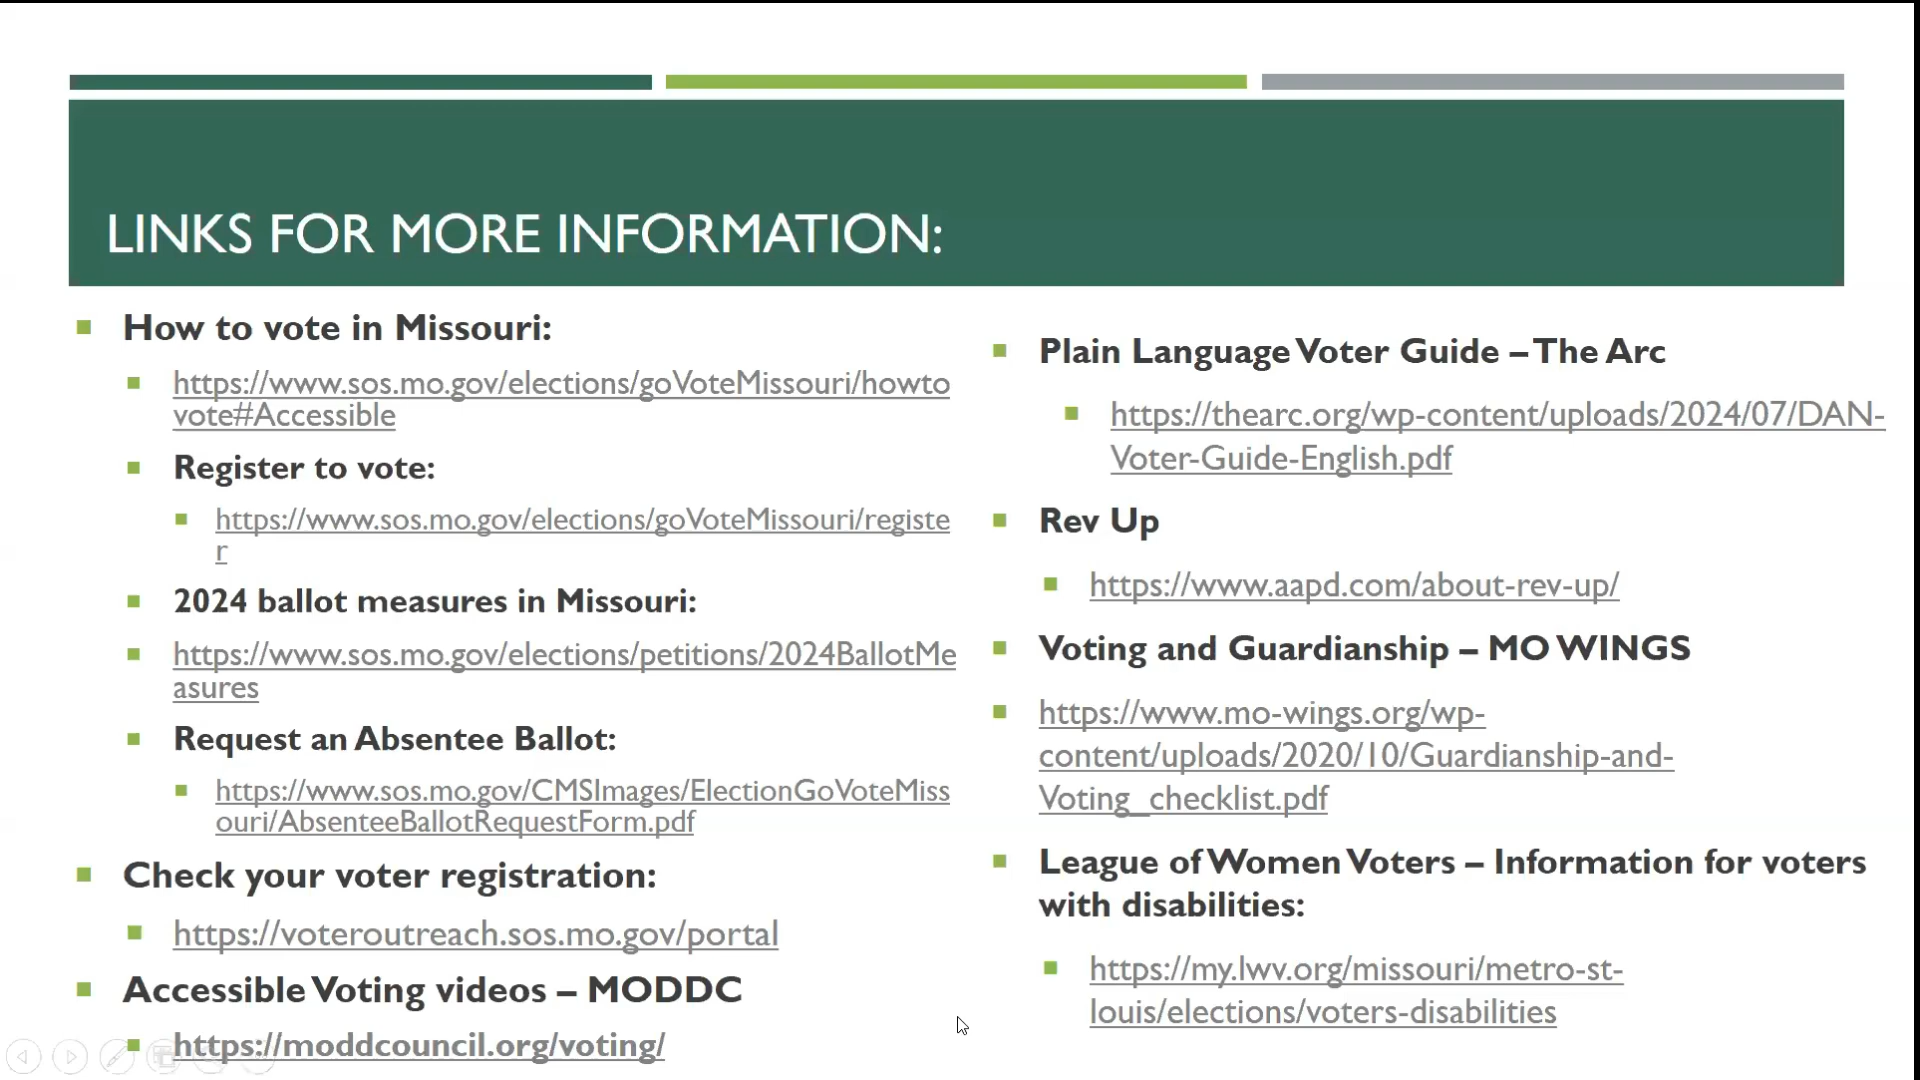 LINKS FOR MORE INFORMATION:
How to vote in Missouri:
https://www.sos.mo.gov/elections/goVoteMissouri/howto
vote#Accessible
Register to vote:
https://www.sos.mo.gov/elections/goVoteMissouri/registe
r
2024 ballot measures in Missouri:
https://www.sos.mo.gov/elections/petitions/2024BallotMe
asures
Request an Absentee Ballot:
https://www.sos.mo.gov/CMSImages/ElectionGoVoteMiss
ouri/AbsenteeBallotRequestForm.pdf
Check your voter registration:
https://voteroutreach.sos.mo.gov/portal
Accessible Voting videos – MODDC
https://moddcouncil.org/voting/
Plain Language Voter Guide – The Arc
https://thearc.org/wp-content/uploads/2024/07/DAN-
Voter-Guide-English.pdf
Rev Up
https://www.aapd.com/about-rev-up/
Voting and Guardianship – MO WINGS
https://www.mo-wings.org/wp-
content/uploads/2020/10/Guardianship-and-
Voting_checklist.pdf
League of Women Voters – Information for voters
with disabilities:
https://my.lwv.org/missouri/metro-st-
louis/elections/voters-disabilities